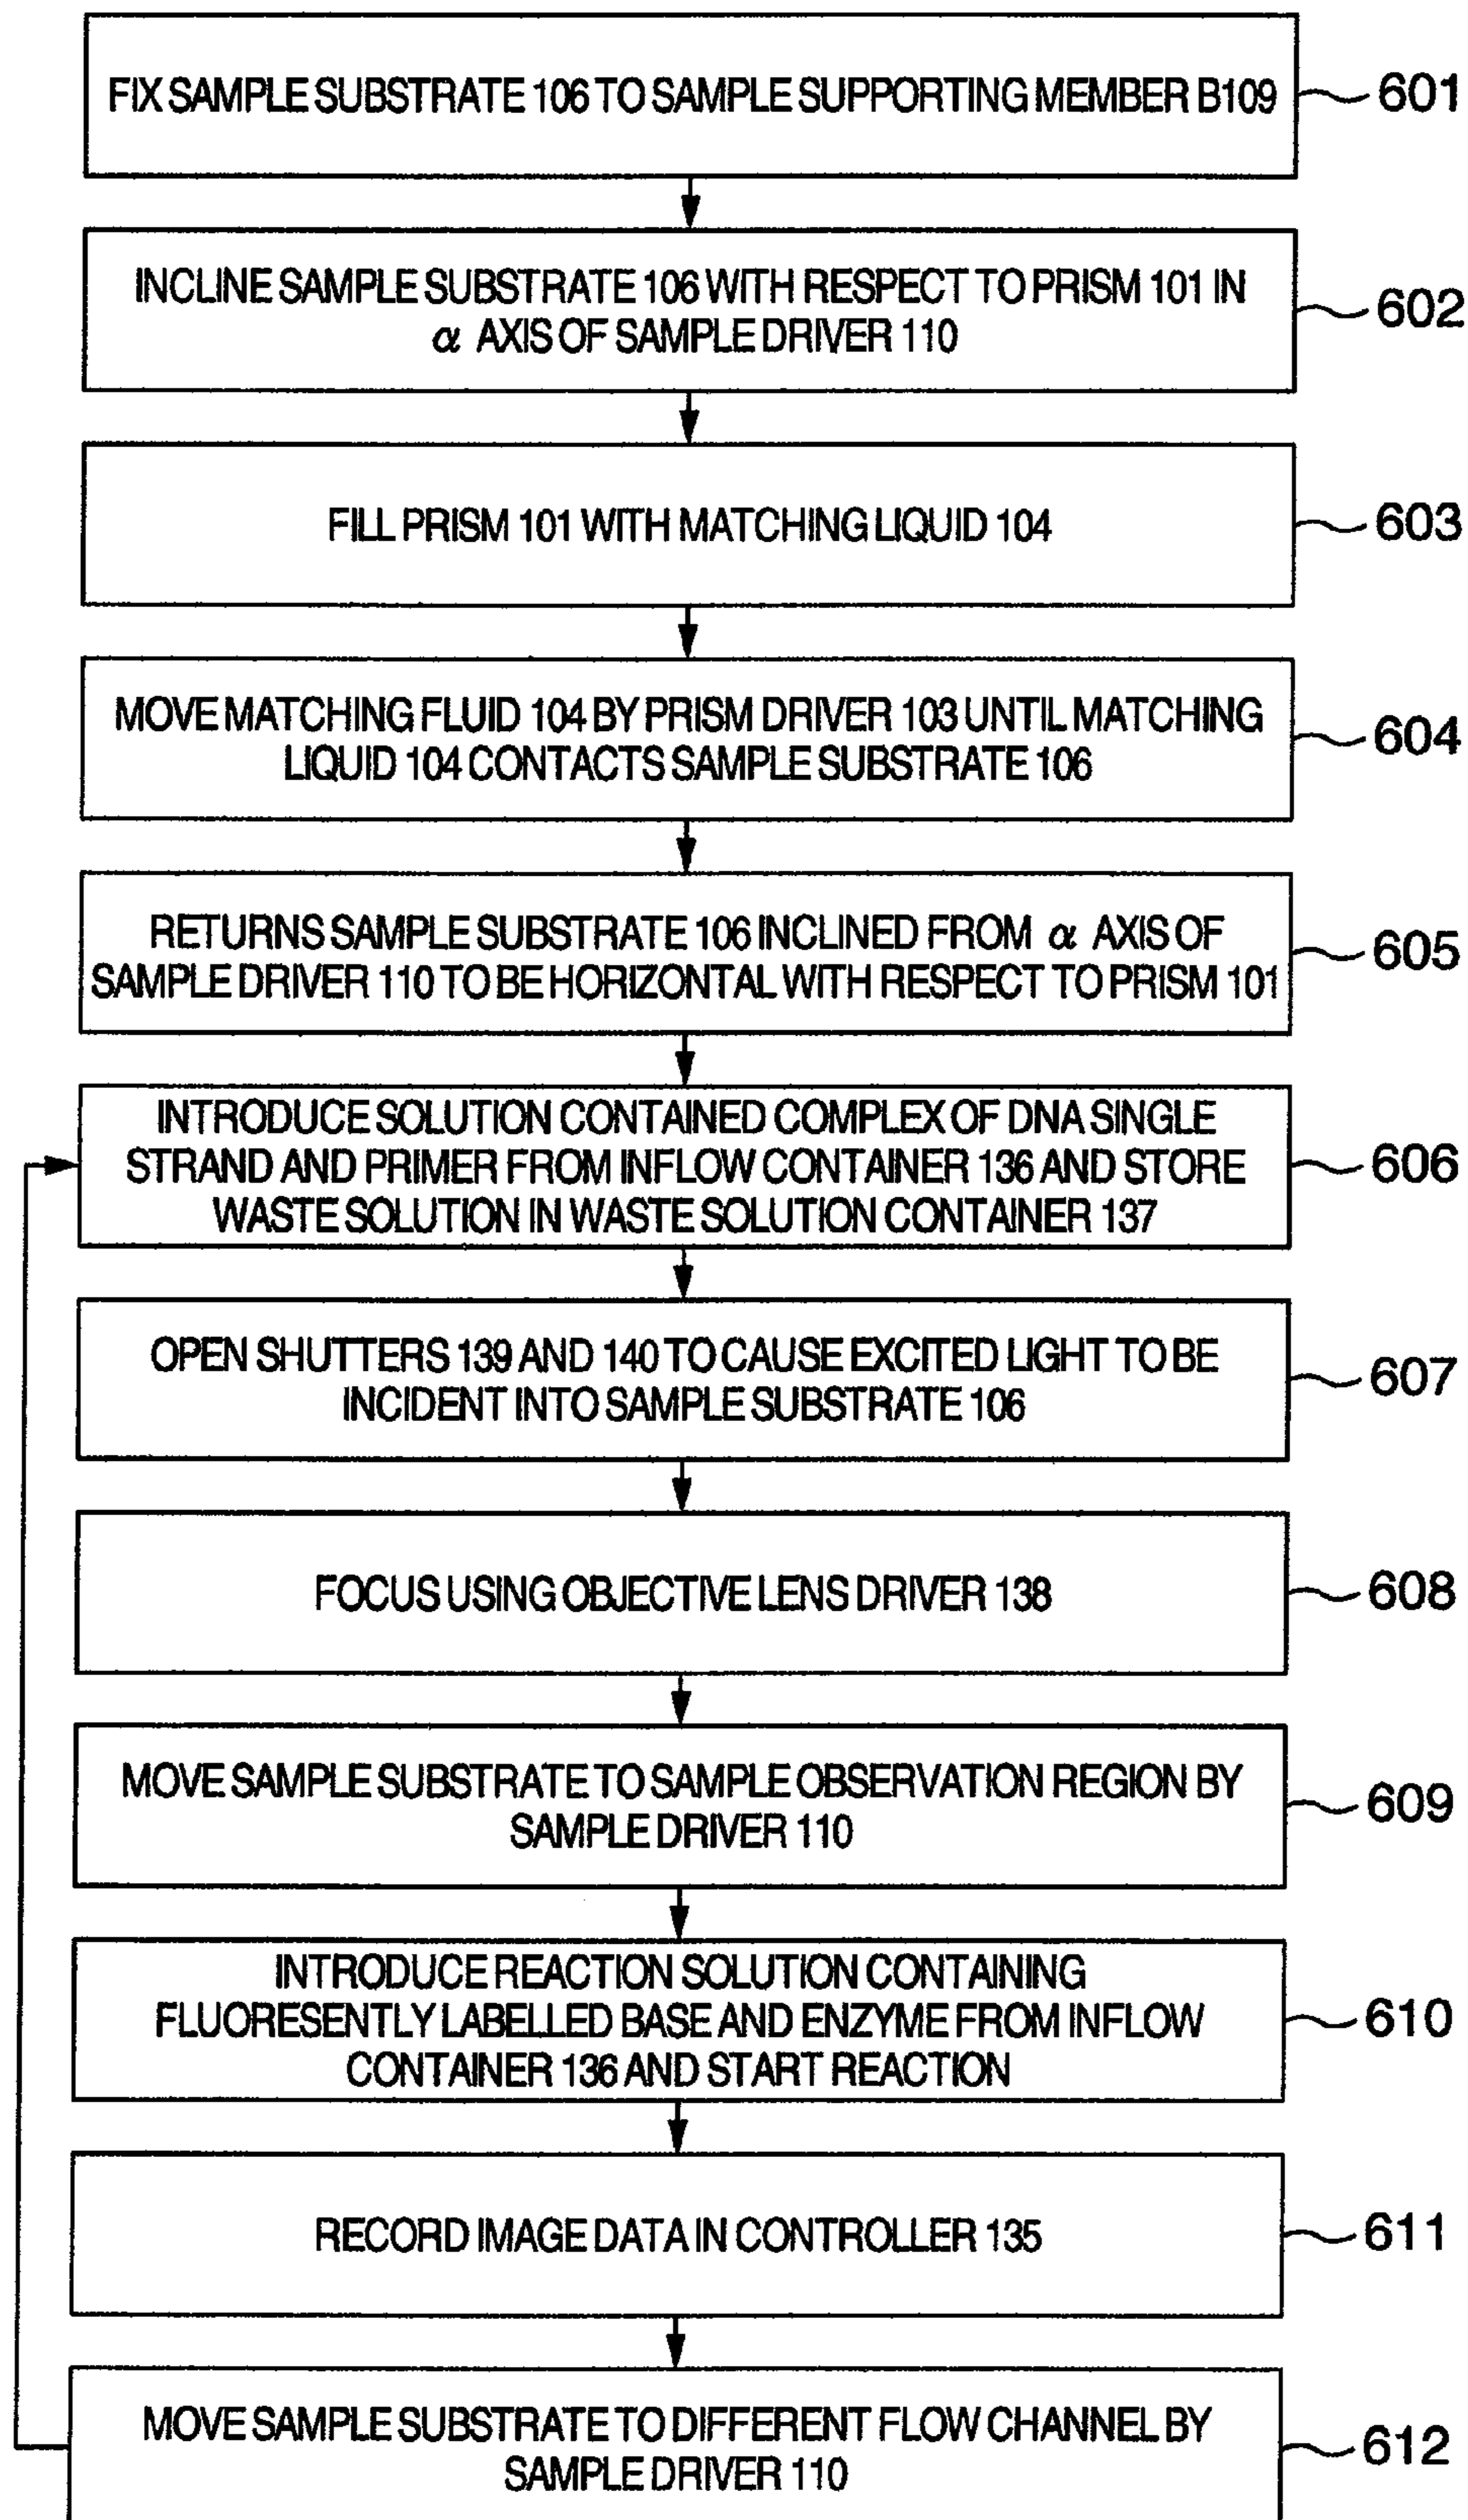 FIX SAMPLE SUBSTRATE 106 TO SAMPLE SUPPORTING MEMBER B109
601
INCLINE SAMPLE SUBSTRATE 106 WITH RESPECT TO PRISM 101 IN
α AXIS OF SAMPLE DRIVER 110
602
FILL PRISM 101 WITH MATCHING LIQUID 104
603
MOVE MATCHING FLUID 104 BY PRISM DRIVER 103 UNTIL MATCHING
LIQUID 104 CONTACTS SAMPLE SUBSTRATE 106
604
RETURNS SAMPLE SUBSTRATE 106 INCLINED FROM α AXIS OF
SAMPLE DRIVER 110 TO BE HORIZONTAL WITH RESPECT TO PRISM 101
605
INTRODUCE SOLUTION CONTAINED COMPLEX OF DNA SINGLE
STRAND AND PRIMER FROM INFLOW CONTAINER 136 AND STORE
WASTE SOLUTION IN WASTE SOLUTION CONTAINER 137
606
OPEN SHUTTERS 139 AND 140 TO CAUSE EXCITED LIGHT TO BE
INCIDENT INTO SAMPLE SUBSTRATE 106
607
FOCUS USING OBJECTIVE LENS DRIVER 138
608
MOVE SAMPLE SUBSTRATE TO SAMPLE OBSERVATION REGION BY
SAMPLE DRIVER 110
609
INTRODUCE REACTION SOLUTION CONTAINING
FLUORESENTLY LABELLED BASE AND ENZYME FROM INFLOW
CONTAINER 136 AND START REACTION
610
RECORD IMAGE DATA IN CONTROLLER 135
611
MOVE SAMPLE SUBSTRATE TO DIFFERENT FLOW CHANNEL BY
SAMPLE DRIVER 110
612